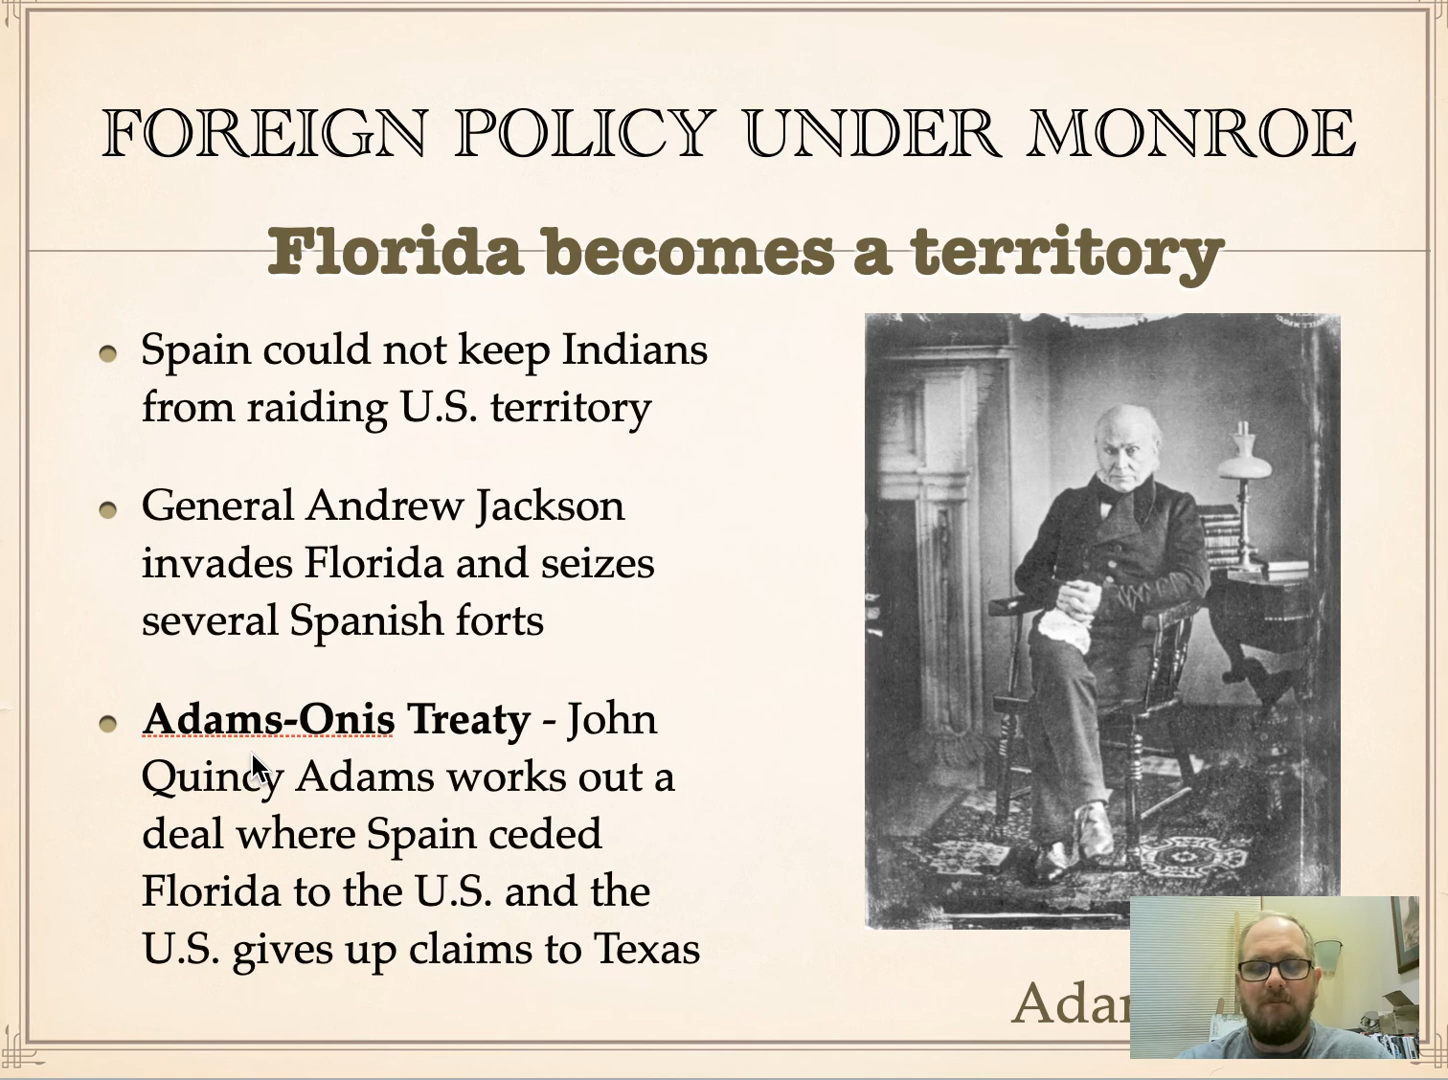 FOREIGN POLICY UNDER MONROE
Florida becomes a territory
Spain could not keep Indians
from raiding U.S. territory
General Andrew Jackson
invades Florida and seizes
several Spanish forts
Adams-Onis Treaty - John
Quincy Adams works out a
deal where Spain ceded
Florida to the U.S. and the
U.S. gives up claims to Texas